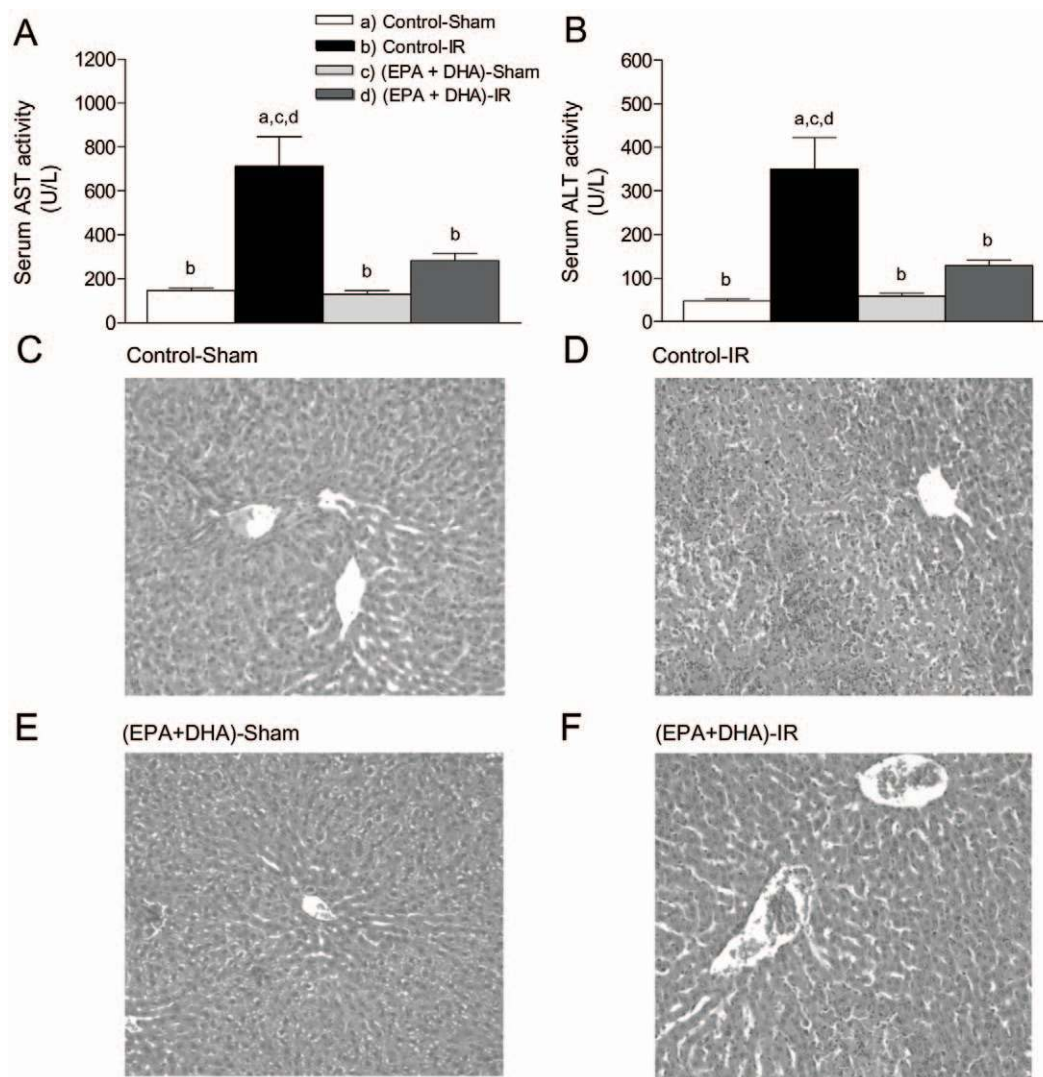 A
a) Control-Sham
b) Control-IR
c) (EPA + DHA)-Sham
d) (EPA + DHA)-IR
Serum AST activity
(U/L)
1200
1000
800
600
400
200
0
b
a,c,d
b
b
B
Serum ALT activity
(U/L)
600
500
400
300
200
100
0
b
a,c,d
b
b
C
Control-Sham
D
Control-IR
E
(EPA+DHA)-Sham
F
(EPA+DHA)-IR